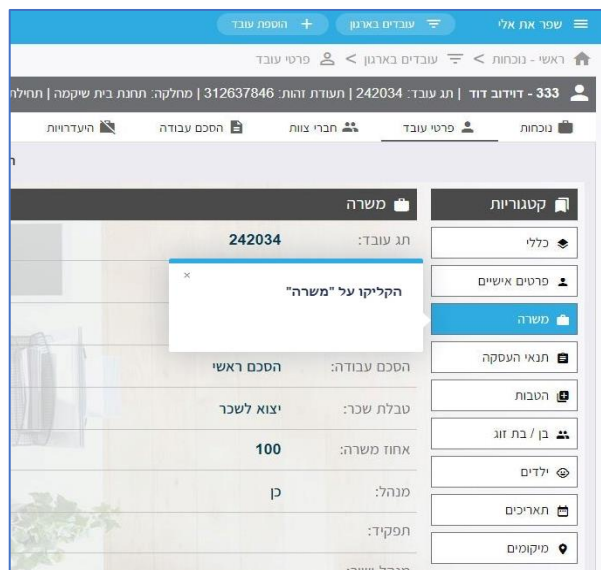 שפר את אלי עובדים בארגון + הוספת עובד
ראשי - נוכחות > עובדים בארגון > פרטי עובד
333 - דוידוב דוד | תג עובד: 242034 | תעודת זהות: 312637846 | מחלקה: תחנת בית שיקמה | תחילת
נוכחות פרטי עובד חברי צוות הסכם עבודה היעדרויות
קטגוריות
כללי
פרטים אישיים
משרה
תנאי העסקה
הטבות
בן / בת זוג
ילדים
תאריכים
מיקומים
משרה
תג עובד: 242034
הקליקו על "משרה"
×
הסכם עבודה: הסכם ראשי
טבלת שכר: יצוא לשכר
אחוז משרה: 100
מנהל: כן
תפקיד: